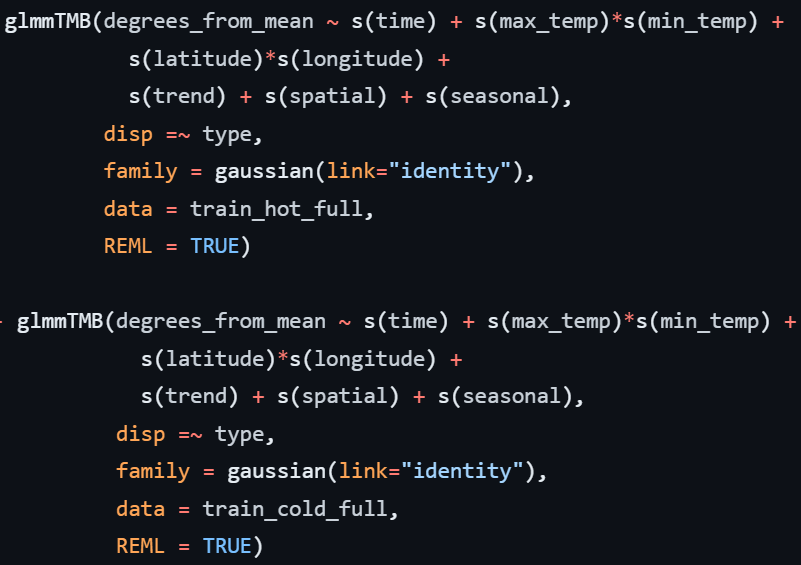 glmmTMB(degrees_from_mean ~ s(time) + s(max_temp)*s(min_temp) +
s(latitude)*s(longitude) +
s(trend) + s(spatial) + s(seasonal),
disp =~ type,
family = gaussian(link="identity"),
data = train_hot_full,
REML = TRUE)
glmmTMB(degrees_from_mean ~ s(time) + s(max_temp)*s(min_temp) +
s(latitude)*s(longitude) +
s(trend) + s(spatial) + s(seasonal),
disp =~ type,
family = gaussian(link="identity"),
data = train_cold_full,
REML = TRUE)